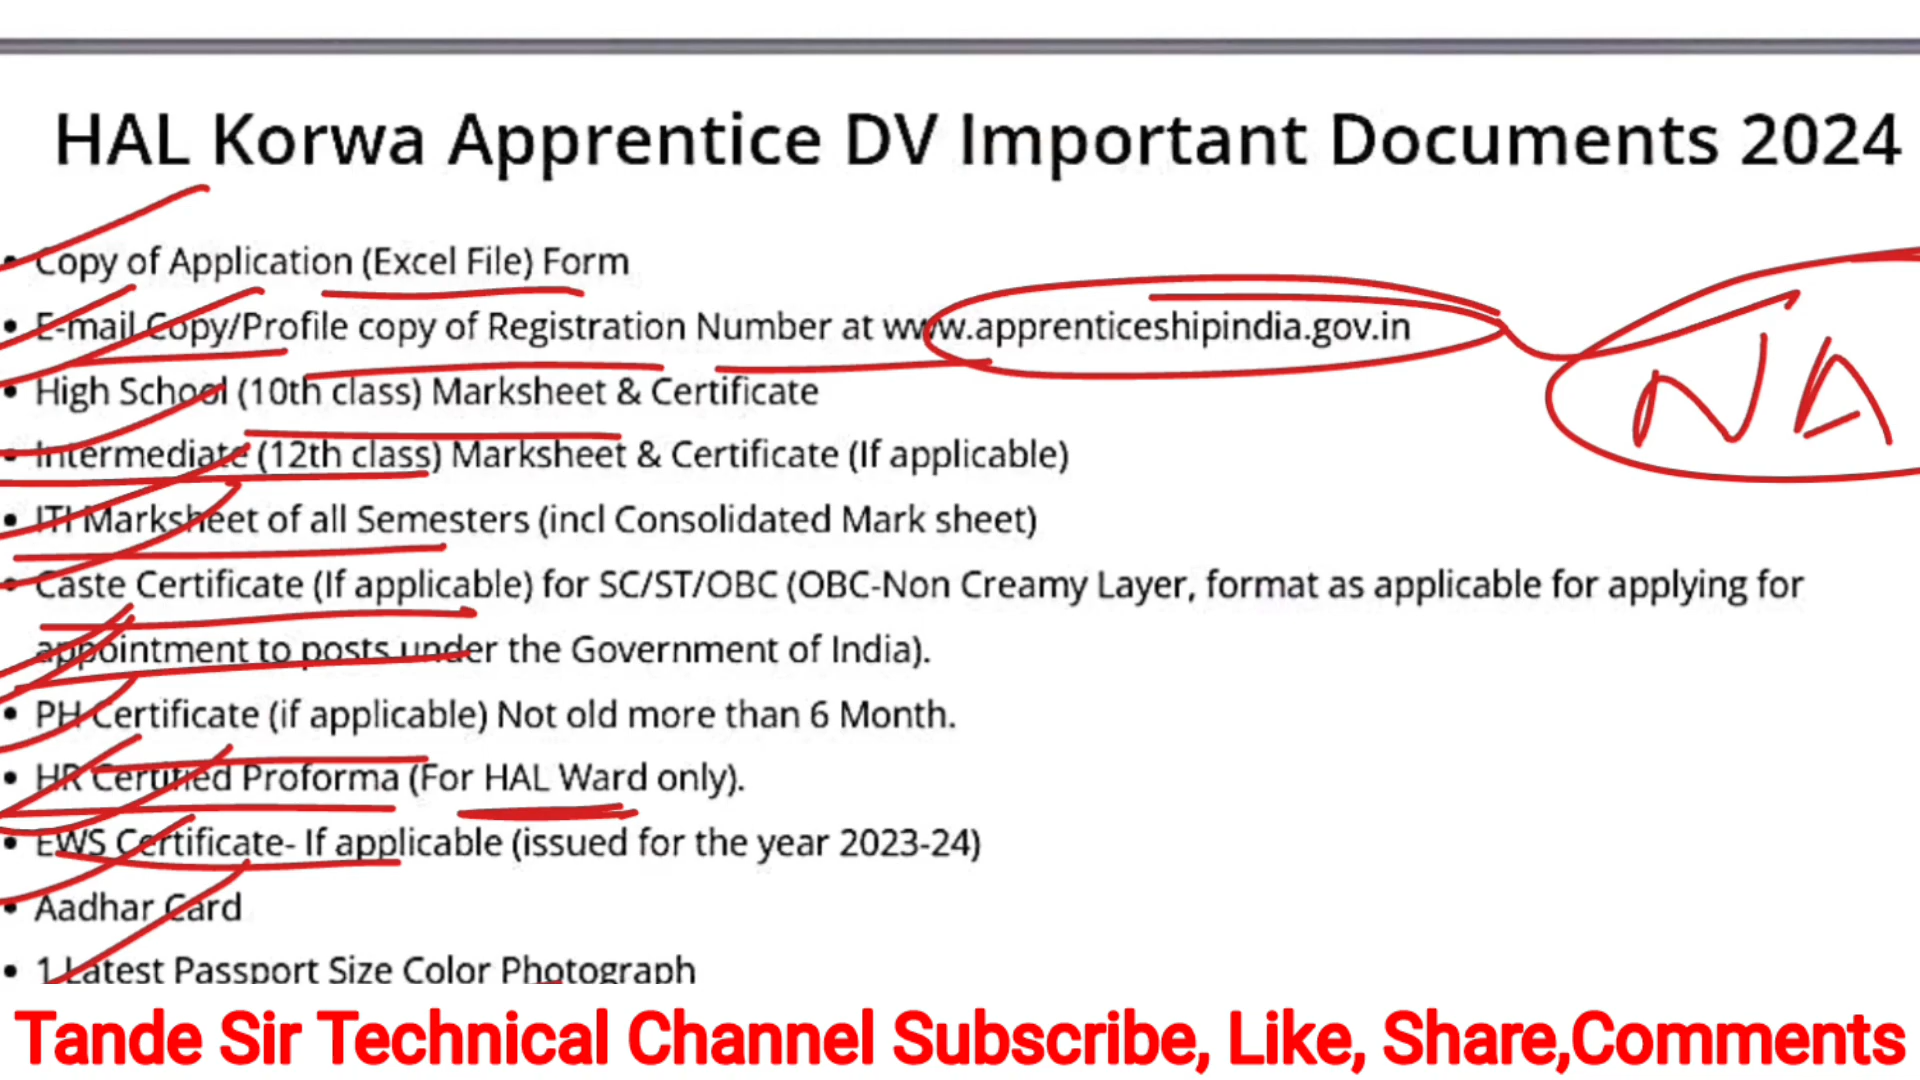 HAL Korwa Apprentice DV Important Documents 2024
• Copy of Application (Excel File) Form
• E-mail Copy/Profile copy of Registration Number at www.apprenticeshipindia.gov.in
NA
• High School (10th class) Marksheet & Certificate
• Intermediate (12th class) Marksheet & Certificate (If applicable)
• ITI Marksheet of all Semesters (incl Consolidated Mark sheet)
• Caste Certificate (If applicable) for SC/ST/OBC (OBC-Non Creamy Layer, format as applicable for applying for
appointment to posts under the Government of India).
• PH Certificate (if applicable) Not old more than 6 Month.
• HR Certified Proforma (For HAL Ward only).
• EWS Certificate- If applicable (issued for the year 2023-24)
• Aadhar Card
• 1 Latest Passport Size Color Photograph
Tande Sir Technical Channel Subscribe, Like, Share,Comments